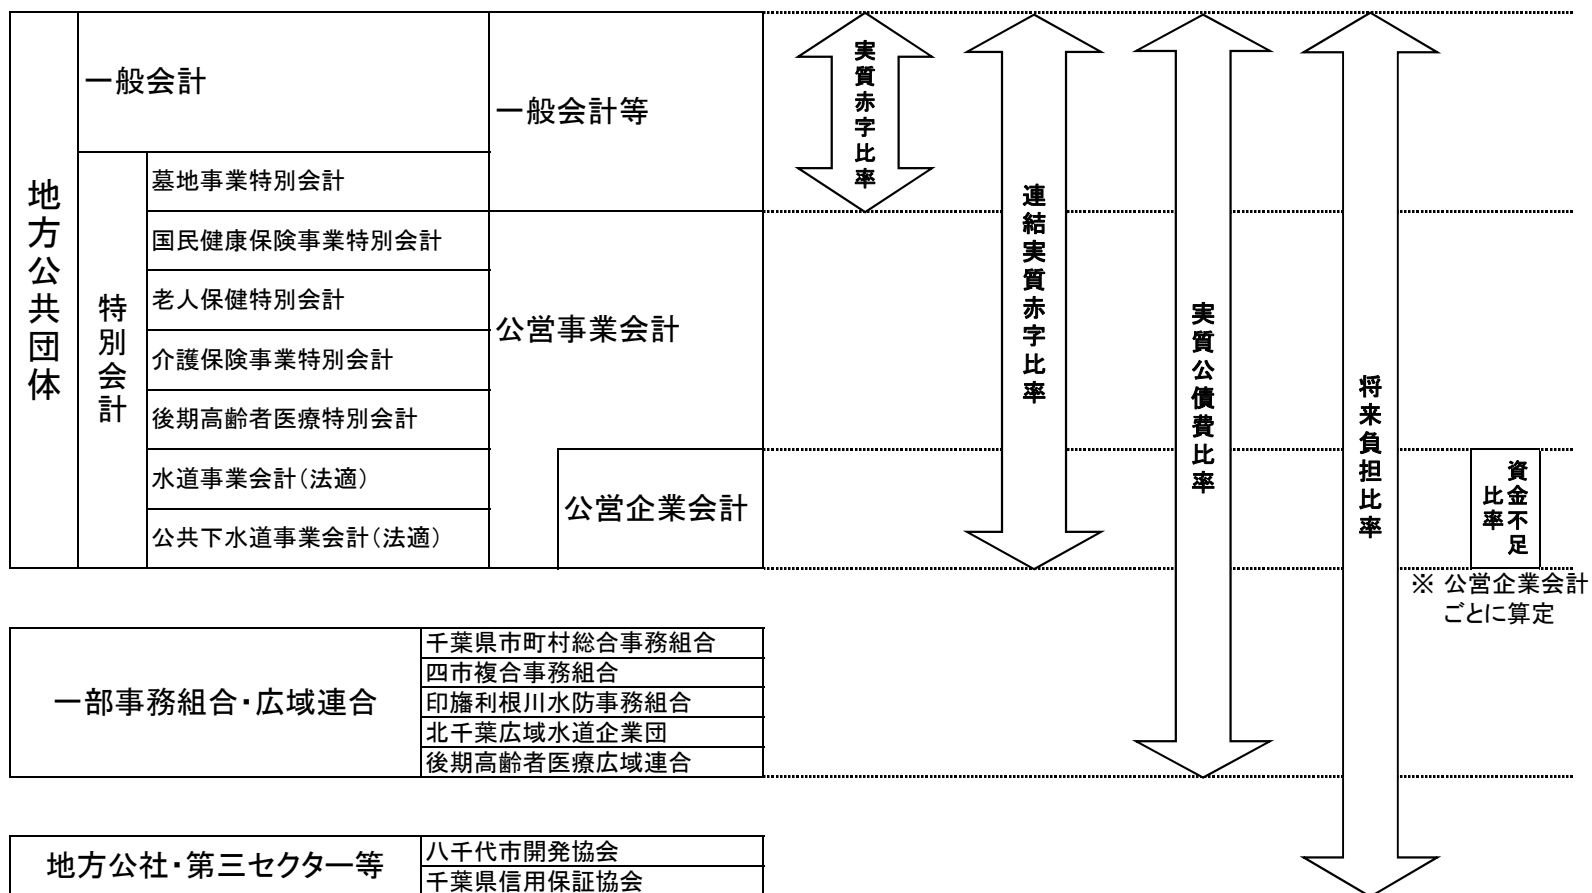 地方公共団体
一般会計
一般会計等
特別会計
墓地事業特別会計
国民健康保険事業特別会計
老人保健特別会計
介護保険事業特別会計
後期高齢者医療特別会計
水道事業会計（法適）
公共下水道事業会計（法適）
公営事業会計
公営企業会計
実質赤字比率
連結実質赤字比率
実質公債費比率
将来負担比率
資金不足
比率
※ 公営企業会計
ごとに算定
一部事務組合・広域連合
千葉県市町村総合事務組合
四市複合事務組合
印旛利根川水防事務組合
北千葉広域水道企業団
後期高齢者医療広域連合
地方公社・第三セクター等
八千代市開発協会
千葉県信用保証協会